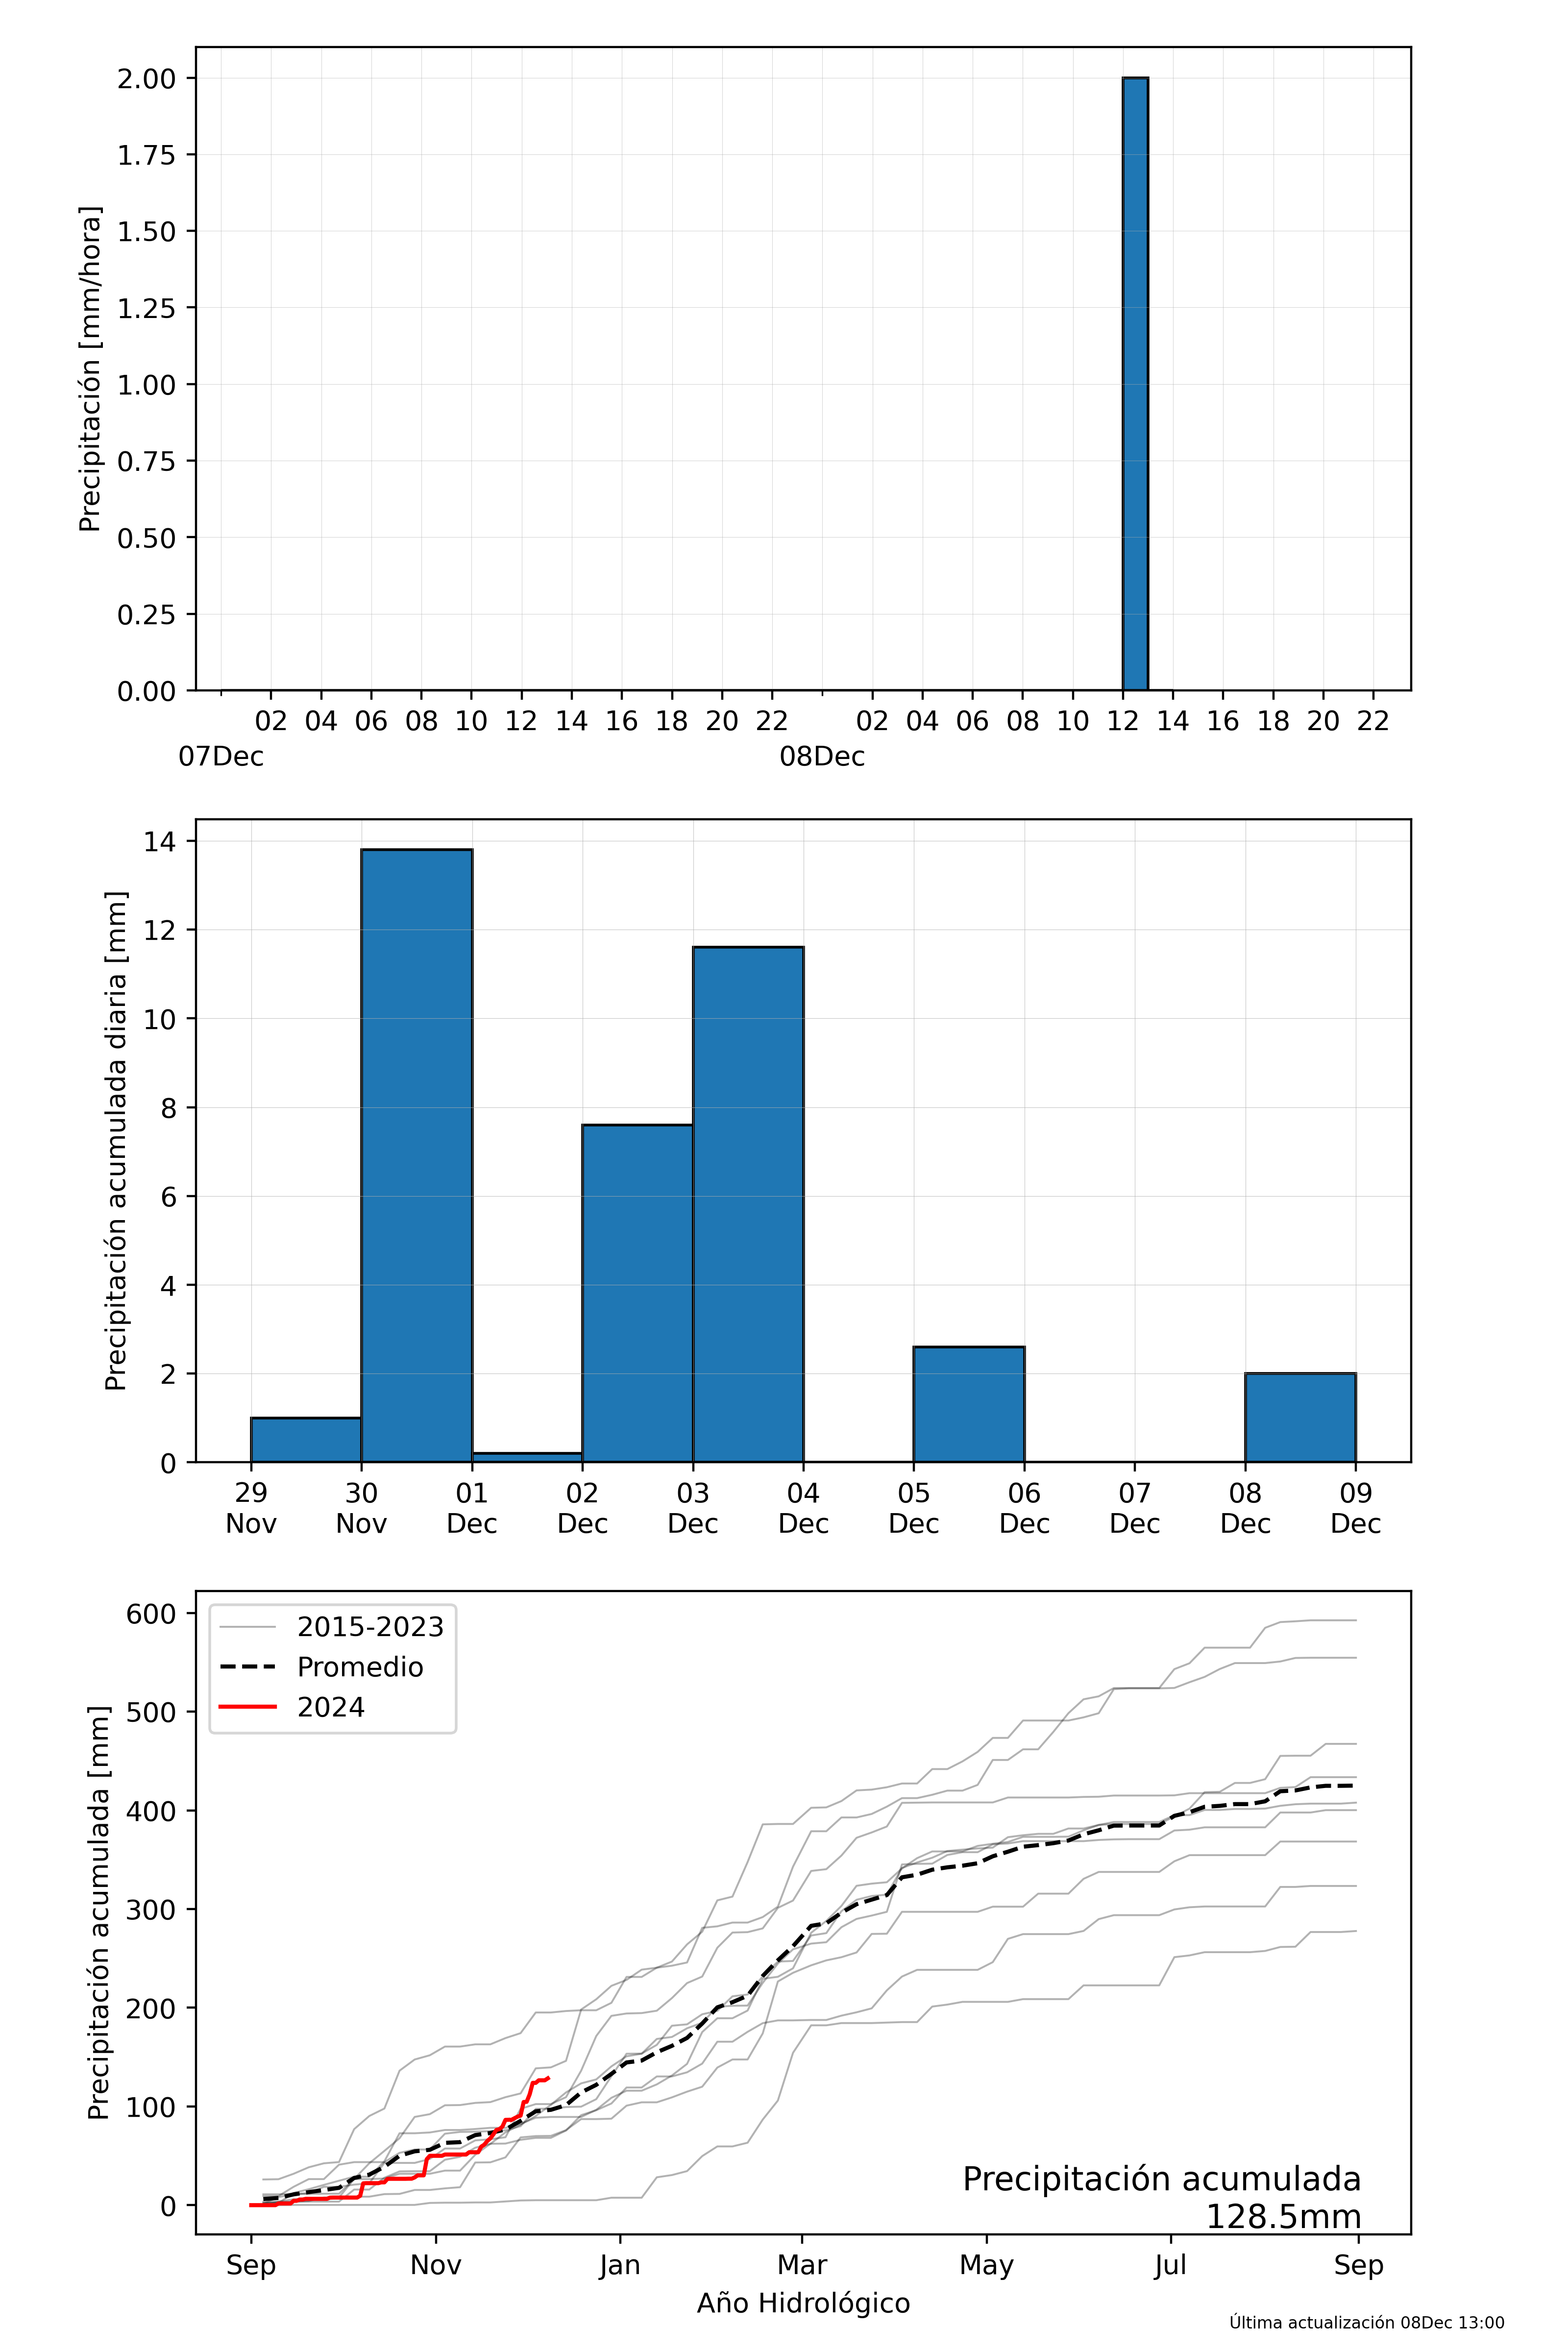 2.00
1.75
1.50
1.25
1.00
0.75
0.50
0.25
0.00
Precipitación [mm/hora]
02 04 06 08 10 12 14 16 18 20 22 02 04 06 08 10 12 14 16 18 20 22
07Dec 08Dec
14
12
10
8
6
4
2
0
Precipitación acumulada diaria [mm]
29 30 01 02 03 04 05 06 07 08 09
Nov Nov Dec Dec Dec Dec Dec Dec Dec Dec Dec
600
500
400
300
200
100
0
Precipitación acumulada [mm]
2015-2023
Promedio
2024
Precipitación acumulada
128.5mm
Sep Nov Jan Mar May Jul Sep
Año Hidrológico
Última actualización 08Dec 13:00